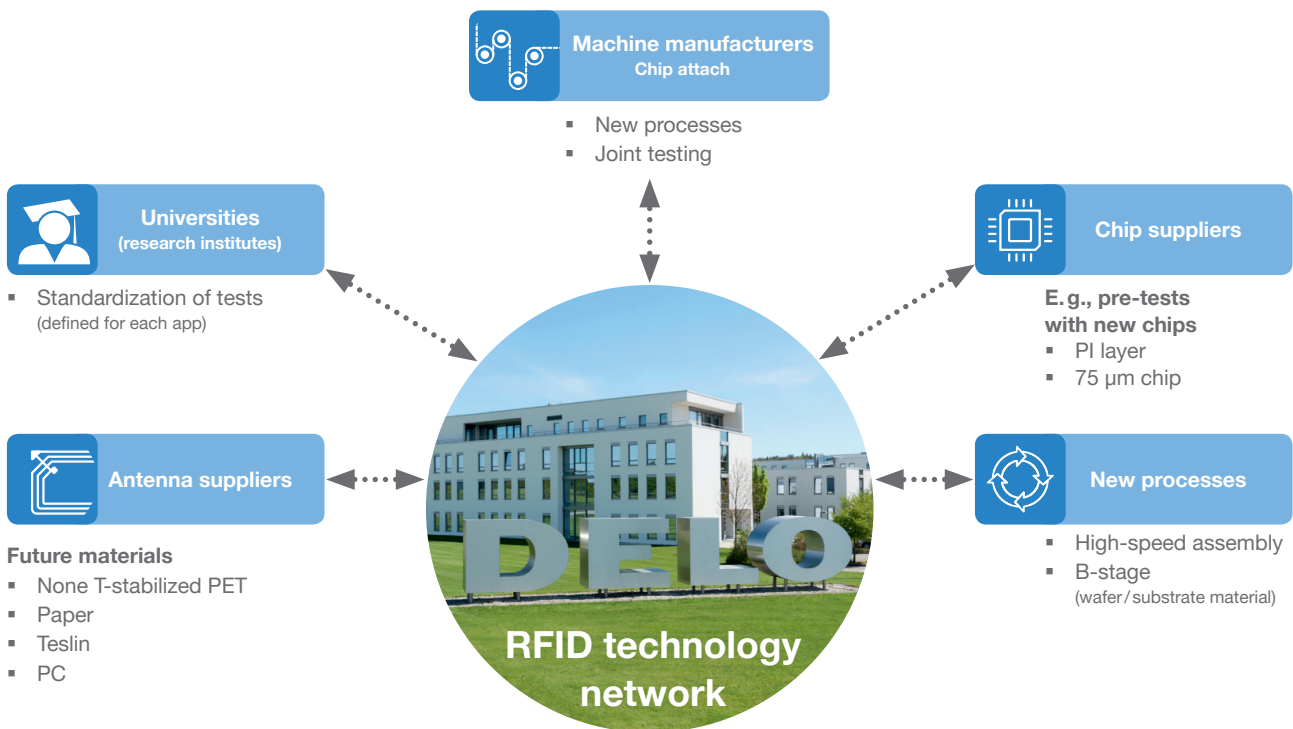 Machine manufacturers
Chip attach
▪ New processes
▪ Joint testing
Universities
(research institutes)
▪ Standardization of tests
(defined for each app)
Chip suppliers
E. g., pre-tests
with new chips
▪ PI layer
▪ 75 µm chip
Antenna suppliers
Future materials
▪ None T-stabilized PET
▪ Paper
▪ Teslin
▪ PC
New processes
▪ High-speed assembly
▪ B-stage
(wafer / substrate material)
DELO
RFID technology
network